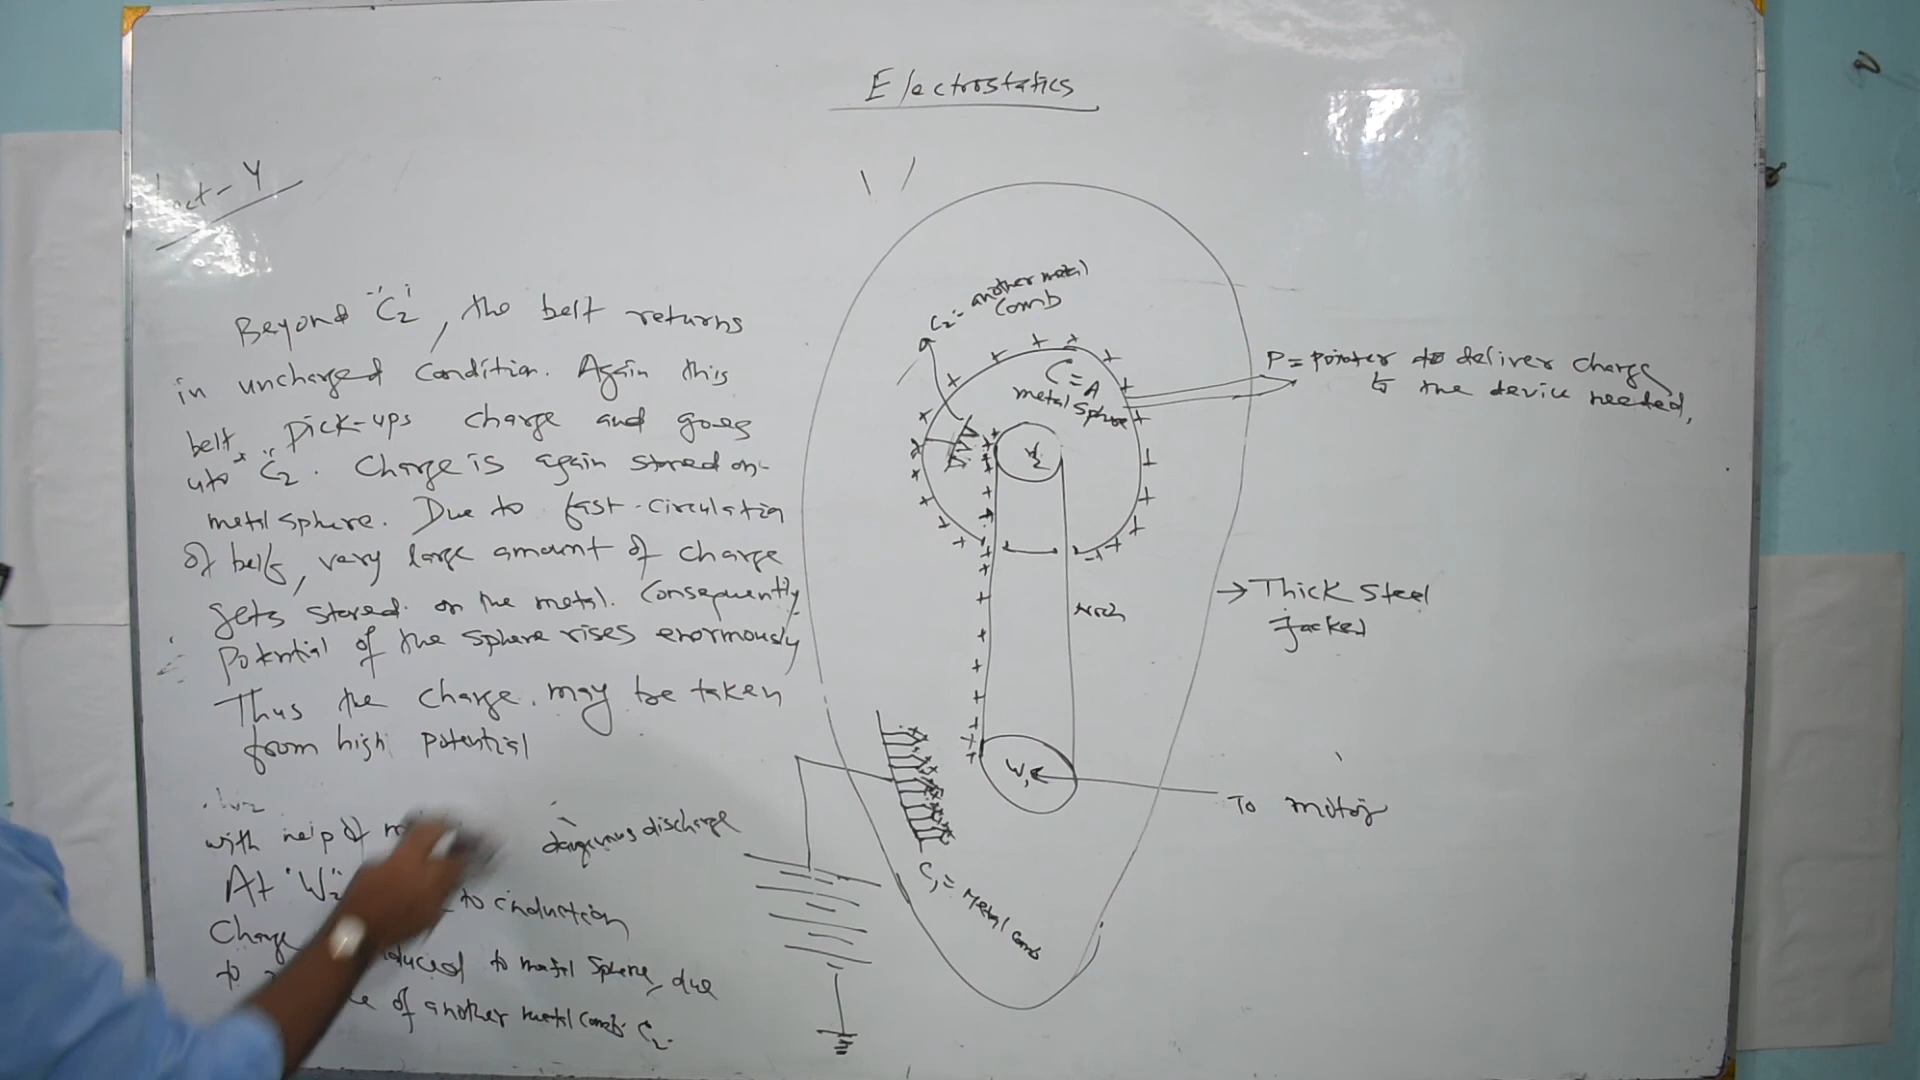 Electrostatics
Y
Beyond "C2", the belt returns
in uncharged condition. Again this
belt, pick-ups charge and goes
upto "C2. Charge is again stored on
metal sphere. Due to fast-circulation
of belt, very large amount of charge
gets stored on the metal. Consequently
Potential of the sphere rises enormously
Thus the charge may be taken
from high potential
with help of
dangerous discharge
At "W2" to induction
Charge
to metal sphere, due
to of another metal comb C2.
C2 = another metal
comb
C = A
metal sphere
W2
P = pointer to deliver charge
to the device needed,
→ Thick Steel
Jacket
W1
To motor
C1 = Metal comb